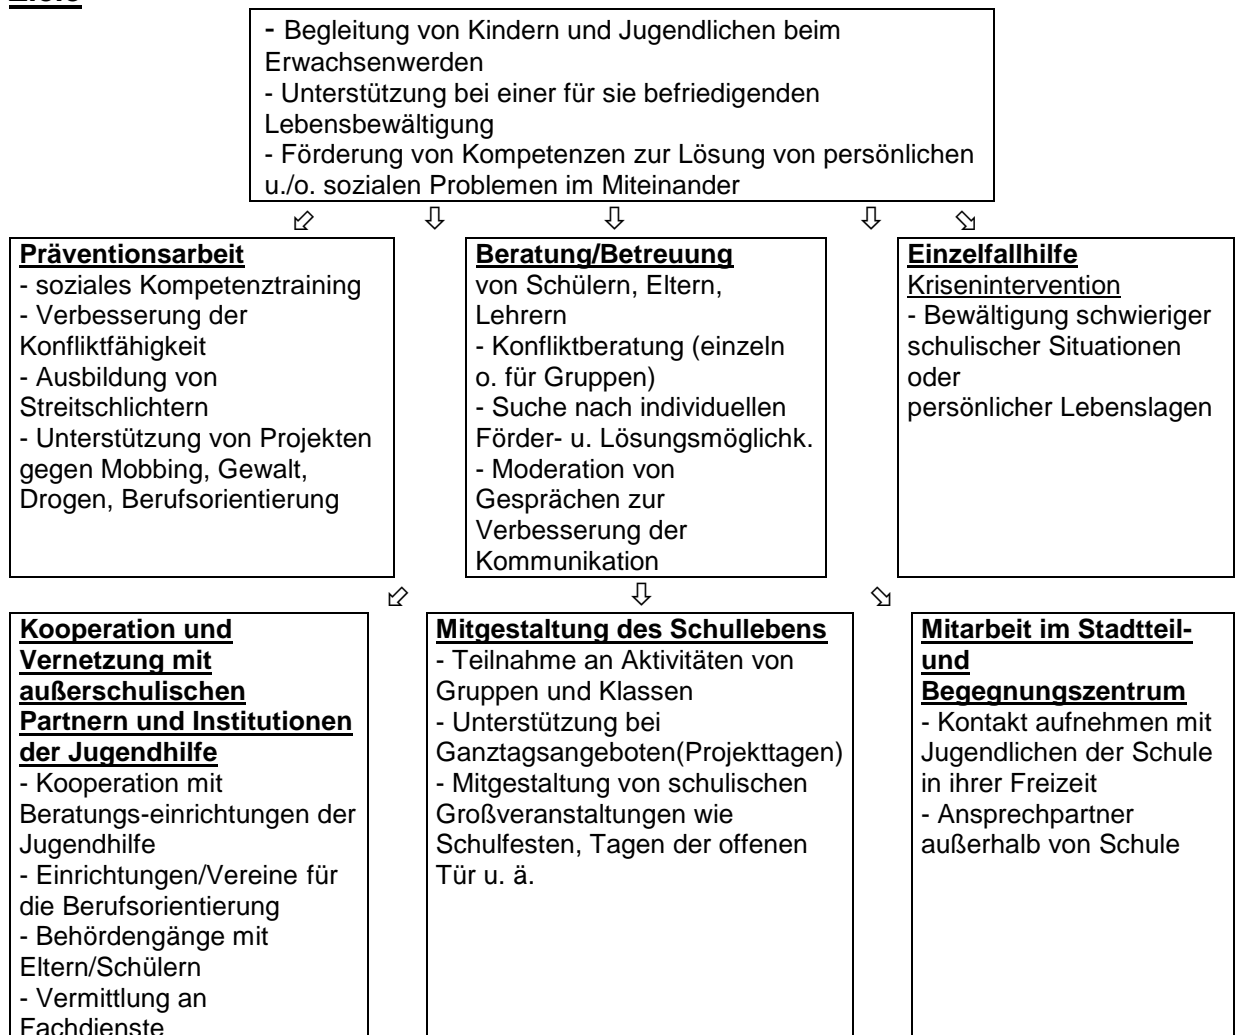 - Begleitung von Kindern und Jugendlichen beim
Erwachsenwerden
- Unterstützung bei einer für sie befriedigenden
Lebensbewältigung
- Förderung von Kompetenzen zur Lösung von persönlichen
u./o. sozialen Problemen im Miteinander
Präventionsarbeit
- soziales Kompetenztraining
- Verbesserung der
Konfliktfähigkeit
- Ausbildung von
Streitschlichtern
- Unterstützung von Projekten
gegen Mobbing, Gewalt,
Drogen, Berufsorientierung
Beratung/Betreuung
von Schülern, Eltern,
Lehrern
- Konfliktberatung (einzeln
o. für Gruppen)
- Suche nach individuellen
Förder- u. Lösungsmöglichk.
- Moderation von
Gesprächen zur
Verbesserung der
Kommunikation
Einzelfallhilfe
Krisenintervention
- Bewältigung schwieriger
schulischer Situationen
oder
persönlicher Lebenslagen
Kooperation und
Vernetzung mit
außerschulischen
Partnern und Institutionen
der Jugendhilfe
- Kooperation mit
Beratungs-einrichtungen der
Jugendhilfe
- Einrichtungen/Vereine für
die Berufsorientierung
- Behördengänge mit
Eltern/Schülern
- Vermittlung an
Fachdienste
Mitgestaltung des Schullebens
- Teilnahme an Aktivitäten von
Gruppen und Klassen
- Unterstützung bei
Ganztagsangeboten(Projekttagen)
- Mitgestaltung von schulischen
Großveranstaltungen wie
Schulfesten, Tagen der offenen
Tür u. ä.
Mitarbeit im Stadtteil-
und
Begegnungszentrum
- Kontakt aufnehmen mit
Jugendlichen der Schule
in ihrer Freizeit
- Ansprechpartner
außerhalb von Schule